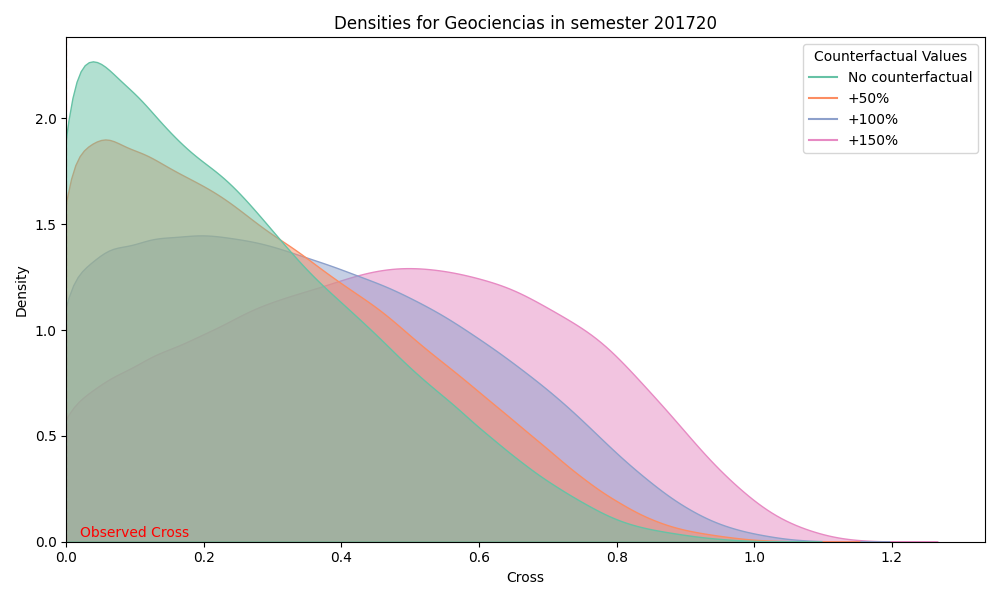 Densities for Geociencias in semester 201720
Counterfactual Values
No counterfactual
+50%
+100%
+150%
Density
2.0
1.5
1.0
0.5
0.0
Observed Cross
0.0 0.2 0.4 0.6 0.8 1.0 1.2
Cross